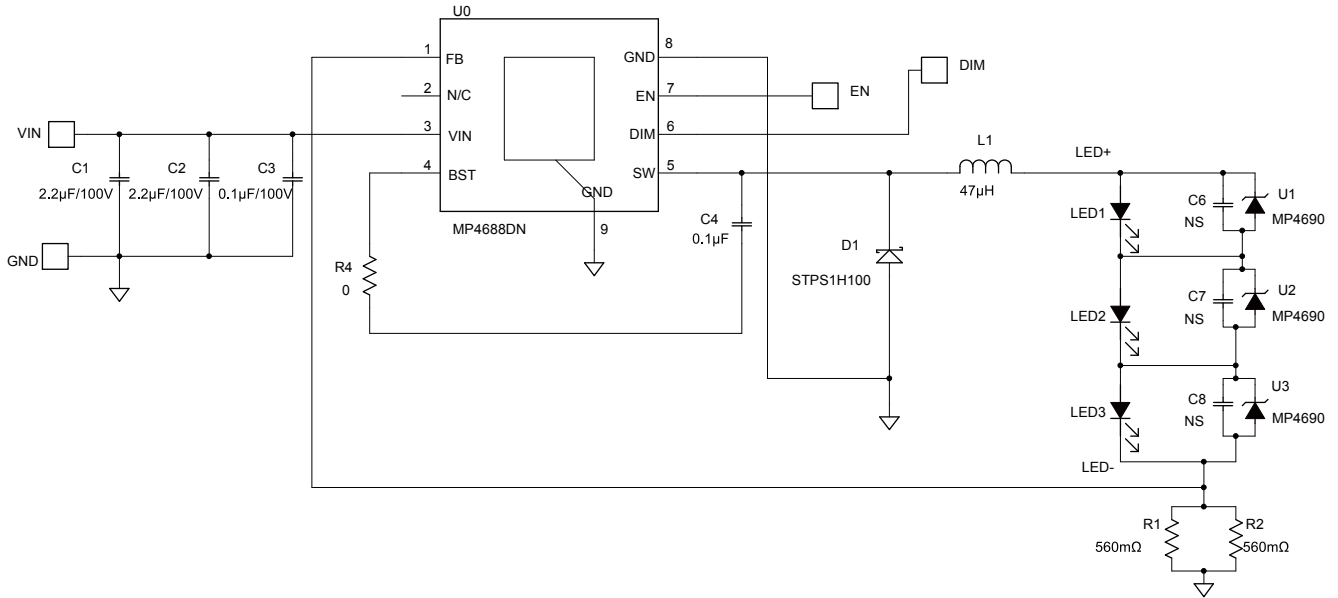 U0
1
FB
2
N/C
3
VIN
4
BST
8
GND
7
EN
6
DIM
5
SW
GND
9
MP4688DN
VIN
GND
C1
2.2µF/100V
C2
2.2µF/100V
C3
0.1µF/100V
R4
0
C4
0.1µF
D1
STPS1H100
EN
DIM
L1
47µH
LED+
LED1
C6
NS
U1
MP4690
LED2
C7
NS
U2
MP4690
LED3
C8
NS
U3
MP4690
LED-
R1
560mΩ
R2
560mΩ